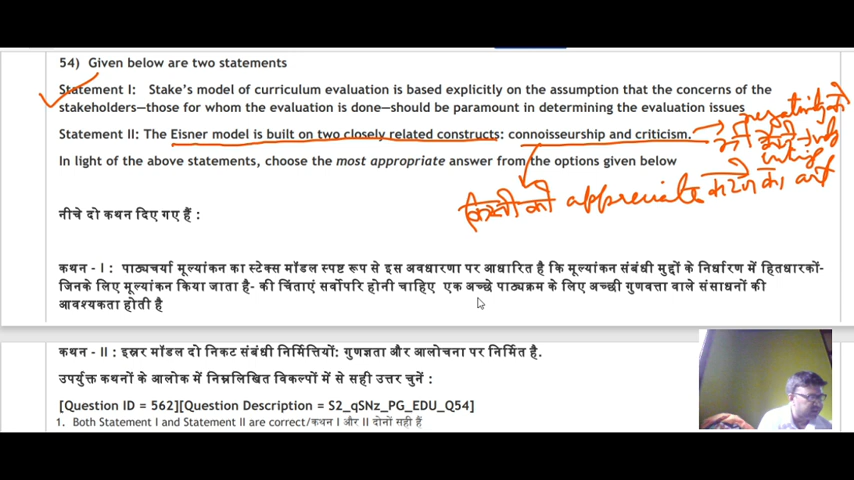 54) Given below are two statements
Statement I: Stake's model of curriculum evaluation is based explicitly on the assumption that the concerns of the
stakeholders—those for whom the evaluation is done—should be paramount in determining the evaluation issues
Statement II: The Eisner model is built on two closely related constructs: connoisseurship and criticism.
negativity को
भी
In light of the above statements, choose the most appropriate answer from the options given below
किसी को appreciate करने का art
नीचे दो कथन दिए गए हैं :
कथन - I : पाठ्यचर्या मूल्यांकन का स्टेक्स मॉडल स्पष्ट रूप से इस अवधारणा पर आधारित है कि मूल्यांकन संबंधी मुद्दों के निर्धारण में हितधारकों-
जिनके लिए मूल्यांकन किया जाता है- की चिंताएं सर्वोपरि होनी चाहिए एक अच्छे पाठ्यक्रम के लिए अच्छी गुणवत्ता वाले संसाधनों की
आवश्यकता होती है
कथन - II : इस्नर मॉडल दो निकट संबंधी निर्मितियों: गुणज्ञता और आलोचना पर निर्मित है.
उपर्युक्त कथनों के आलोक में निम्नलिखित विकल्पों में से सही उत्तर चुनें :
[Question ID = 562][Question Description = S2_qSNz_PG_EDU_Q54]
1. Both Statement I and Statement II are correct/कथन I और II दोनों सही हैं